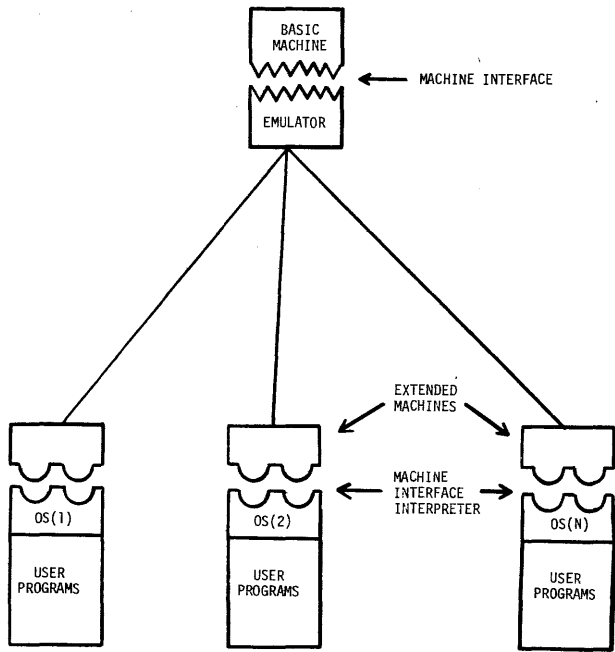 BASIC
MACHINE
MACHINE INTERFACE
EMULATOR
EXTENDED
MACHINES
MACHINE
INTERFACE
INTERPRETER
OS(1)
OS(2)
OS(N)
USER
PROGRAMS
USER
PROGRAMS
USER
PROGRAMS